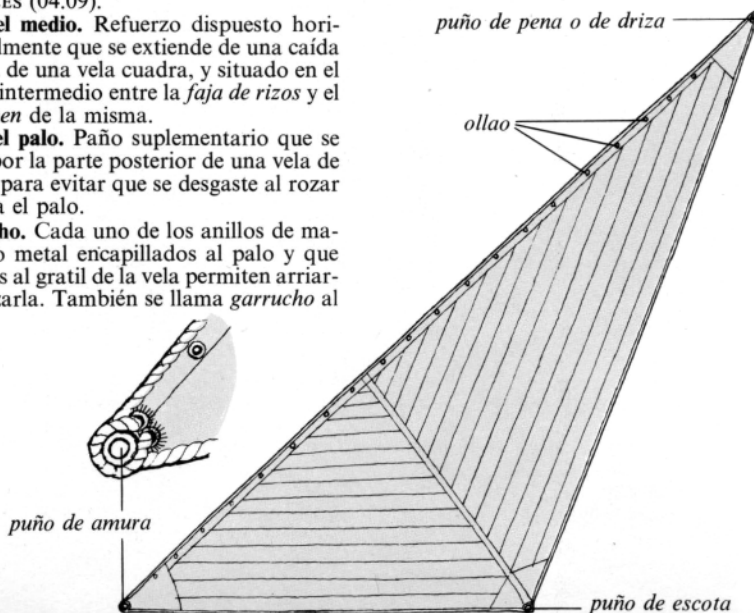 ES (04.09).
el medio. Refuerzo dispuesto hori-
lmente que se extiende de una caída
de una vela cuadra, y situado en el
intermedio entre la faja de rizos y el
en de la misma.
el palo. Paño suplementario que se
por la parte posterior de una vela de
para evitar que se desgaste al rozar
a el palo.
ho. Cada uno de los anillos de ma-
o metal encapillados al palo y que
s al gratil de la vela permiten arriar-
zarla. También se llama garrucho al
puño de pena o de driza
ollao
puño de amura
puño de escota